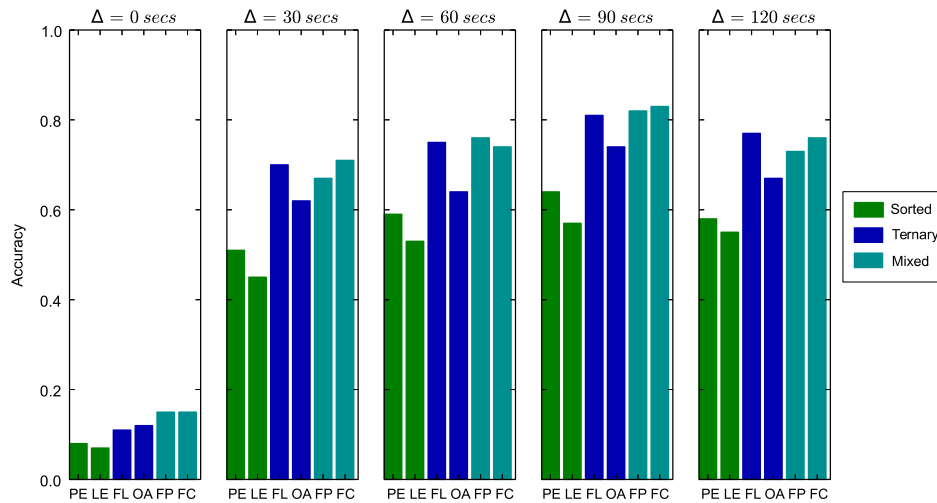 Δ = 0 secs
Δ = 30 secs
Δ = 60 secs
Δ = 90 secs
Δ = 120 secs
1.0
0.8
0.6
0.4
0.2
0.0
Accuracy
PE LE FL OA FP FC
PE LE FL OA FP FC
PE LE FL OA FP FC
PE LE FL OA FP FC
PE LE FL OA FP FC
Sorted
Ternary
Mixed